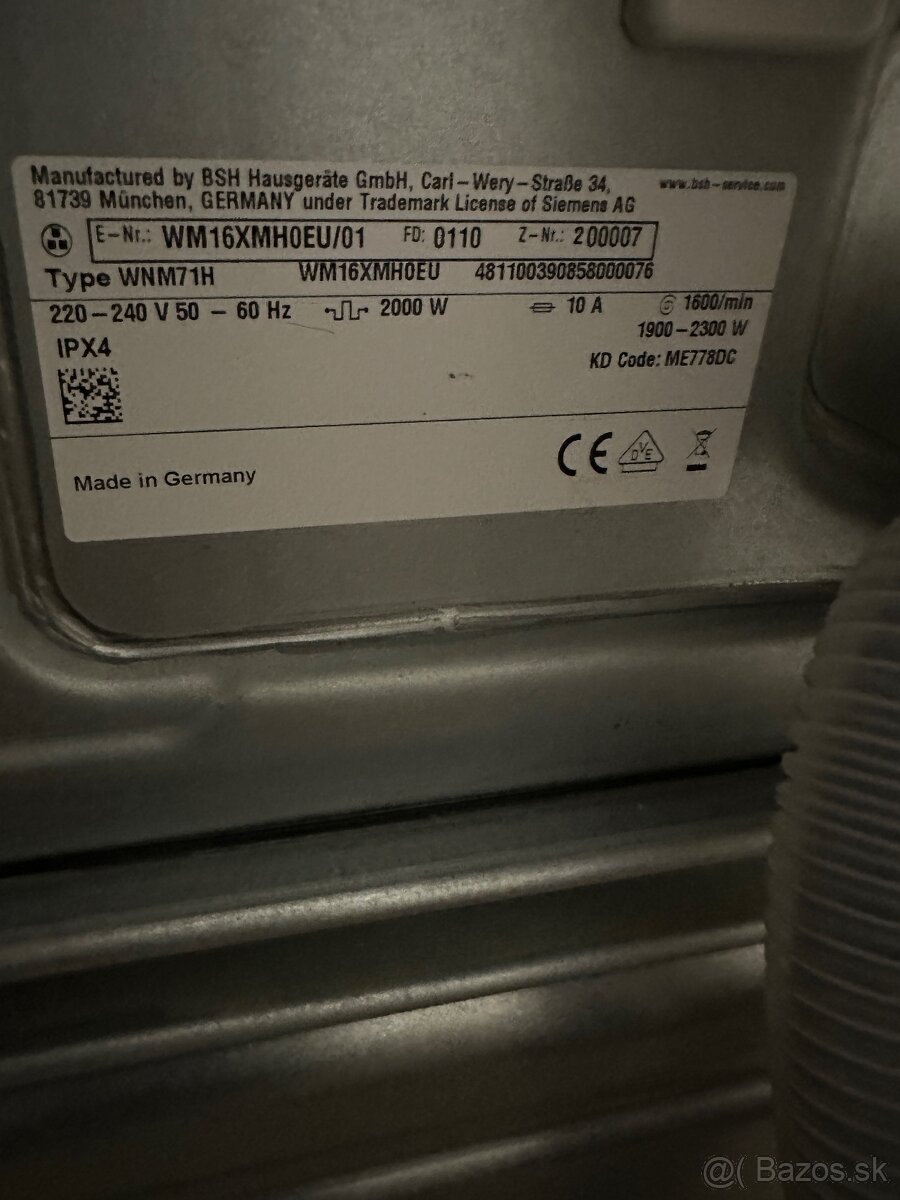 Manufactured by BSH Hausgeräte GmbH, Carl-Wery-Straße 34, www.bsh-service.com
81739 München, GERMANY under Trademark License of Siemens AG
E-Nr.: WM16XMH0EU/01 FD: 0110 Z-Nr.: 200007
Type WNM71H WM16XMH0EU 481100390858000076
220-240 V 50 - 60 Hz 2000 W 10 A 1600/min
1900-2300 W
IPX4 KD Code: ME778DC
Made in Germany CE DVE
@( Bazos.sk